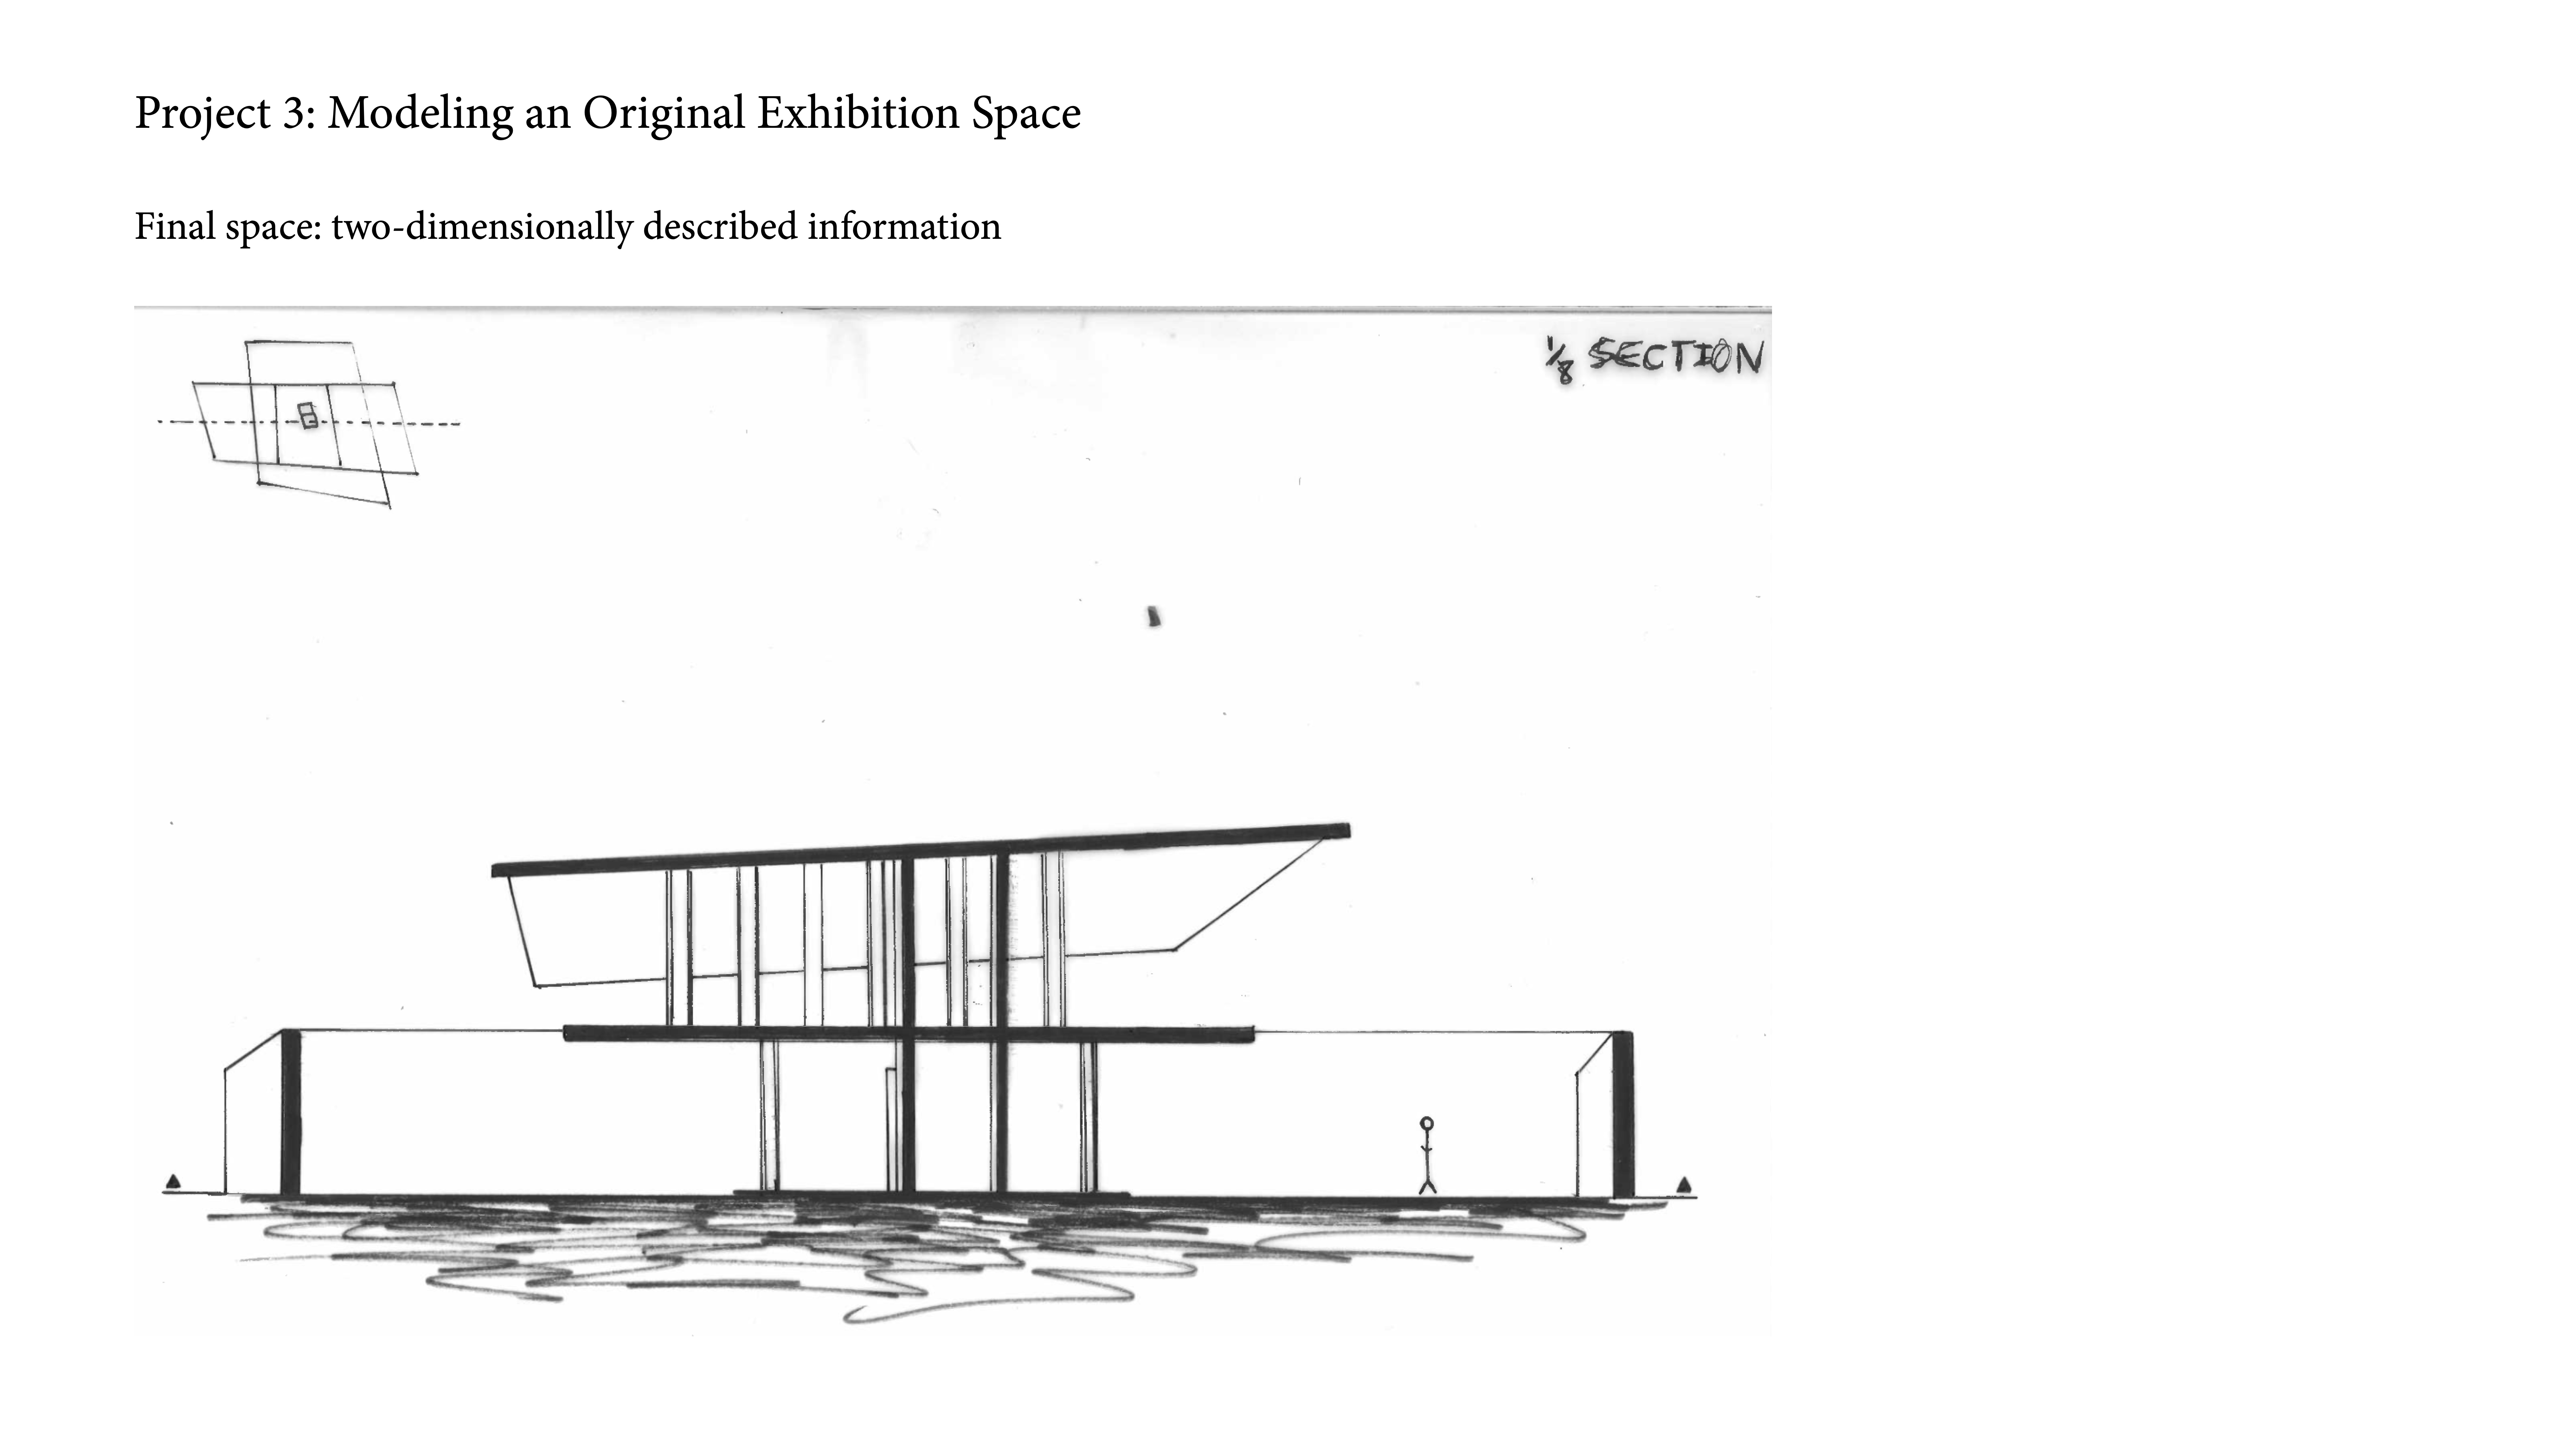 Project 3: Modeling an Original Exhibition Space
Final space: two-dimensionally described information
1/8 SECTION